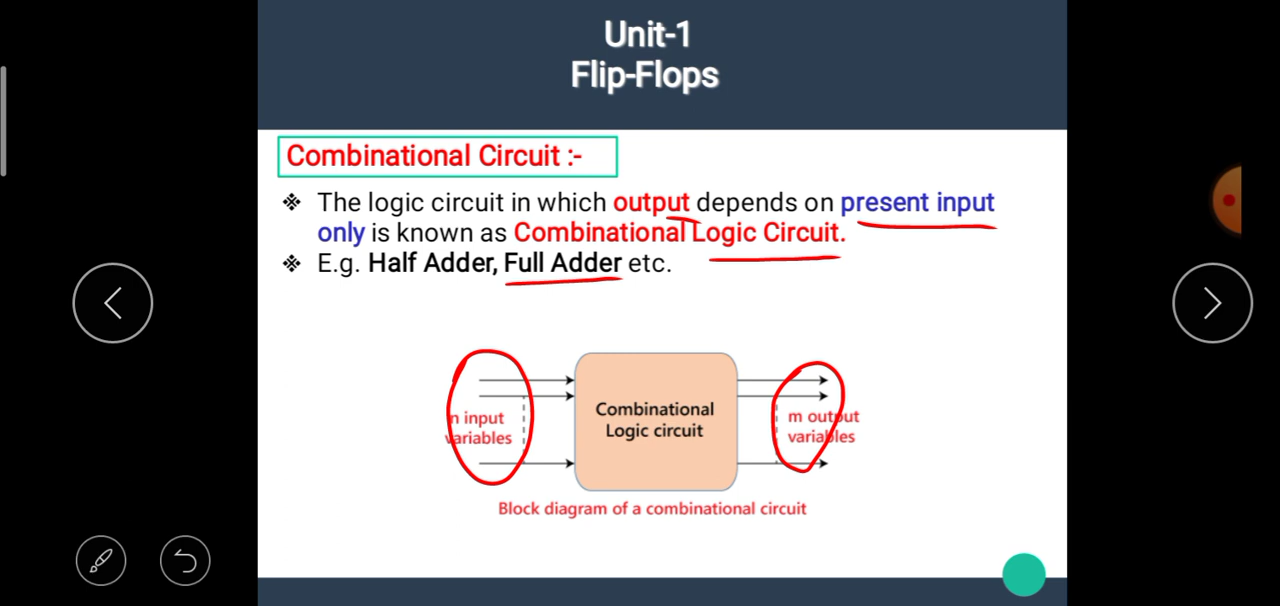 Unit-1
Flip-Flops
Combinational Circuit :-
❖ The logic circuit in which output depends on present input
only is known as Combinational Logic Circuit.
❖ E.g. Half Adder, Full Adder etc.
n input
variables
Combinational
Logic circuit
m output
variables
Block diagram of a combinational circuit